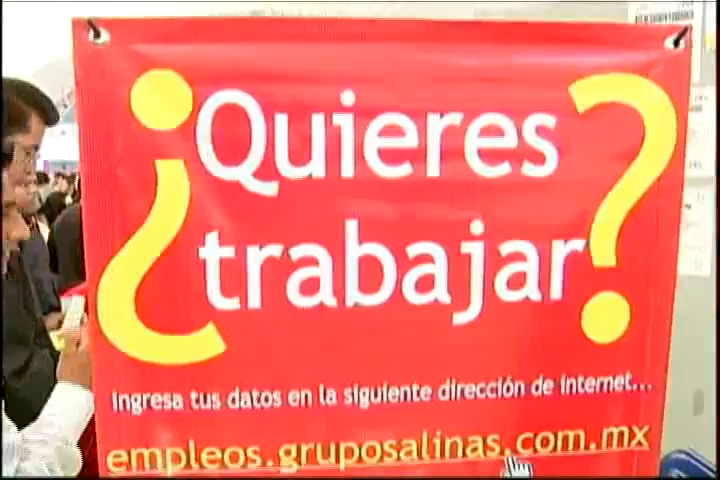 ¿Quieres
trabajar?
Ingresa tus datos en la siguiente dirección de internet...
empleos.gruposalinas.com.mx